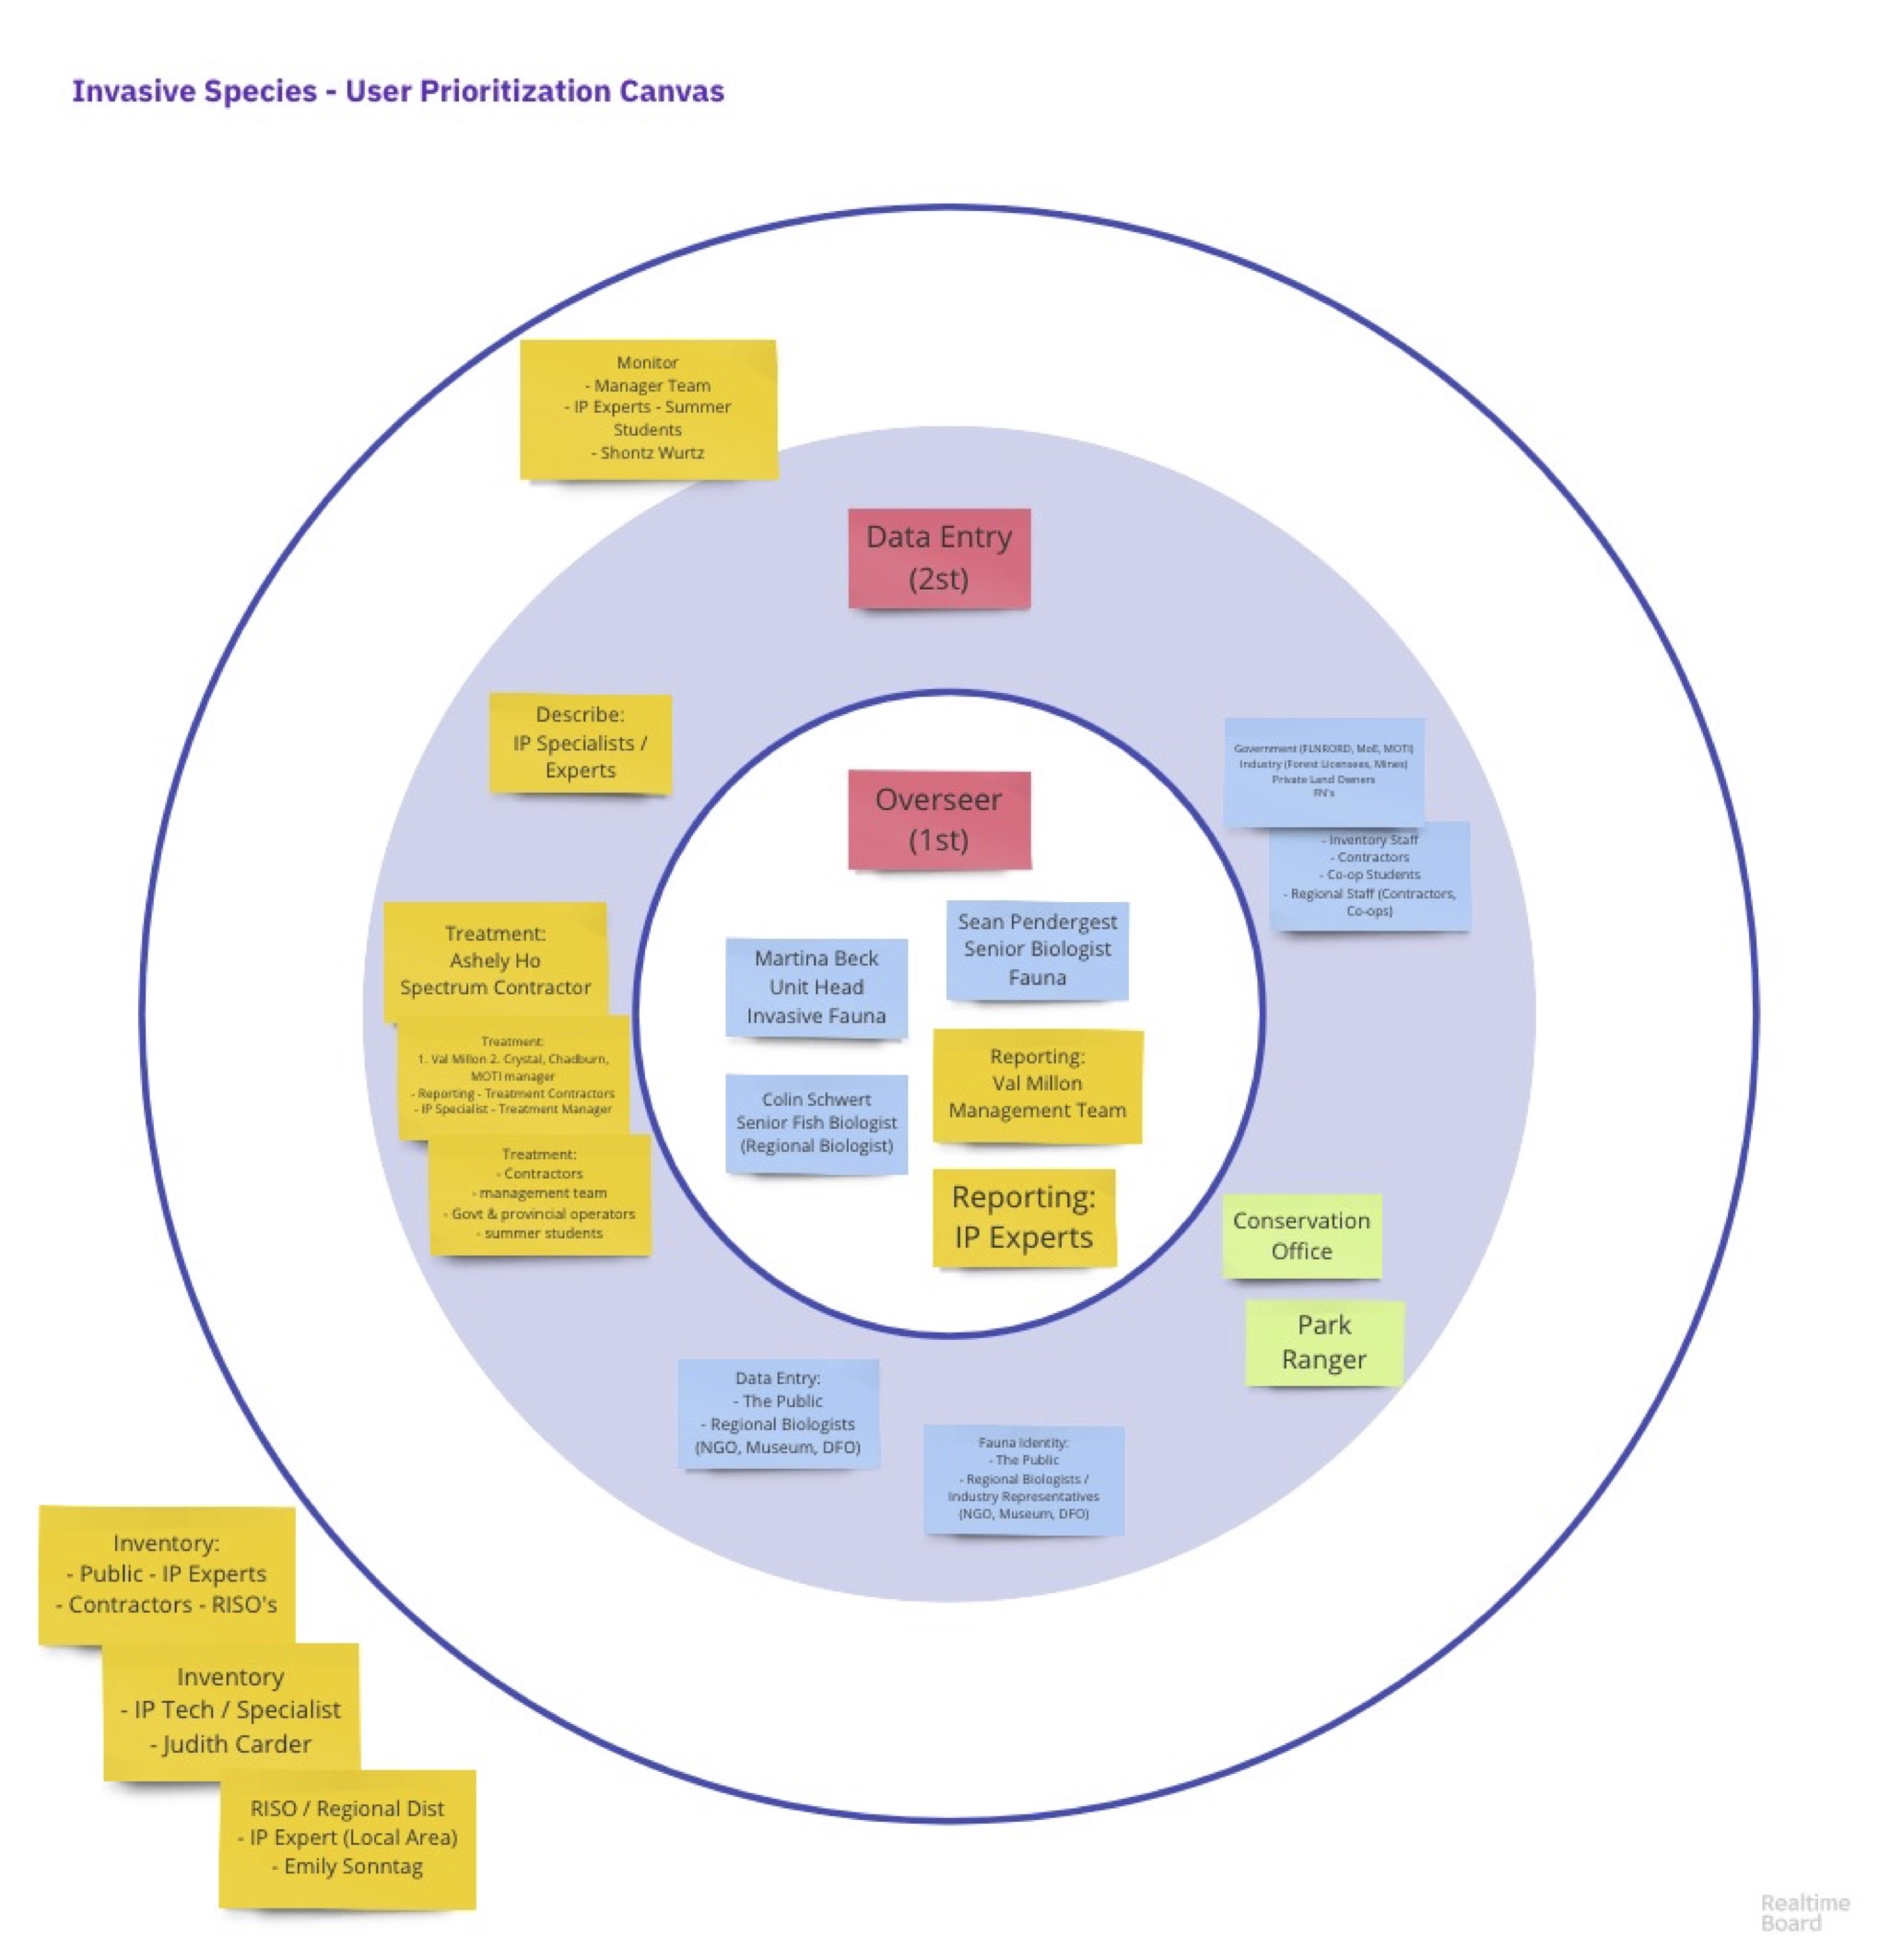 Invasive Species - User Prioritization Canvas
Monitor
- Manager Team
- IP Experts - Summer
Students
- Shontz Wurtz
Data Entry
(2st)
Describe:
IP Specialists /
Experts
Government (FLNRORD, MoE, MOTI)
Industry (Forest Licensees, Mines)
Private Land Owners
FN's
- Inventory Staff
- Contractors
- Co-op Students
- Regional Staff (Contractors,
Co-ops)
Overseer
(1st)
Sean Pendergest
Senior Biologist
Fauna
Martina Beck
Unit Head
Invasive Fauna
Treatment:
Ashely Ho
Spectrum Contractor
Treatment:
1. Val Millon 2. Crystal, Chadburn,
MOTI manager
- Reporting - Treatment Contractors
- IP Specialist - Treatment Manager
Treatment:
- Contractors
- management team
- Govt & provincial operators
- summer students
Reporting:
Val Millon
Management Team
Colin Schwert
Senior Fish Biologist
(Regional Biologist)
Reporting:
IP Experts
Conservation
Office
Park
Ranger
Data Entry:
- The Public
- Regional Biologists
(NGO, Museum, DFO)
Fauna Identity:
- The Public
- Regional Biologists /
Industry Representatives
(NGO, Museum, DFO)
Inventory:
- Public - IP Experts
- Contractors - RISO's
Inventory
- IP Tech / Specialist
- Judith Carder
RISO / Regional Dist
- IP Expert (Local Area)
- Emily Sonntag
Realtime
Board